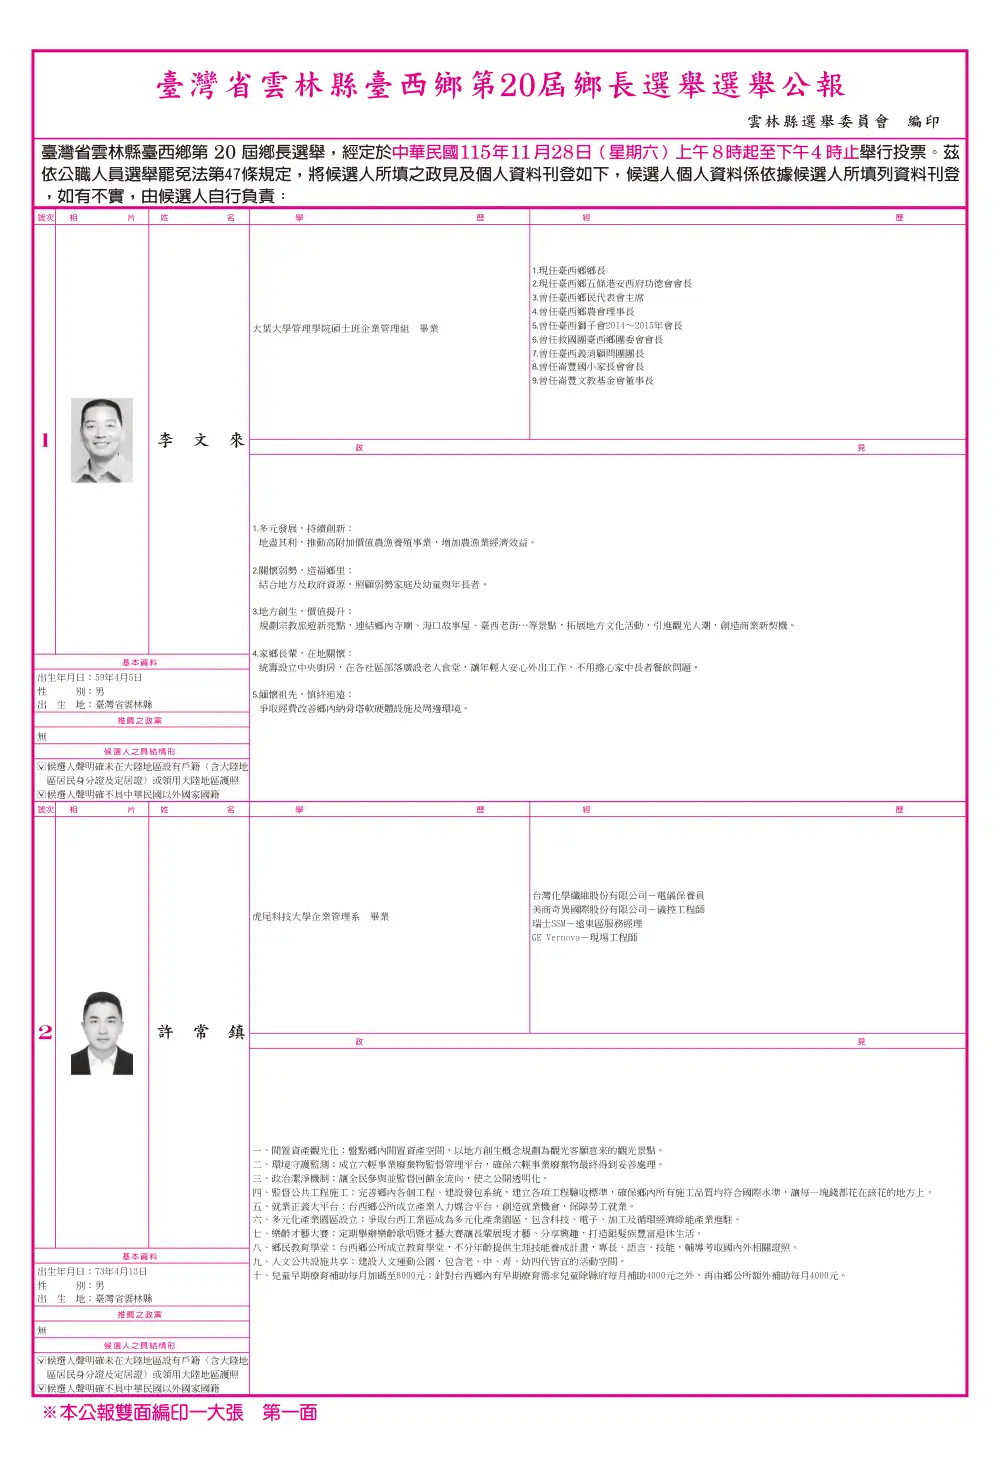 臺灣省雲林縣臺西鄉第20屆鄉長選舉選舉公報
雲林縣選舉委員會　編印
臺灣省雲林縣臺西鄉第 20 屆鄉長選舉，經定於中華民國115年11月28日（星期六）上午８時起至下午４時止舉行投票。茲
依公職人員選舉罷免法第47條規定，將候選人所填之政見及個人資料刊登如下，候選人個人資料係依據候選人所填列資料刊登
，如有不實，由候選人自行負責：
號次 相　片 姓　名 學　歷 經　歷
1
李 文 來
大葉大學管理學院碩士班企業管理組　畢業
1.現任臺西鄉鄉長
2.現任臺西鄉五條港安西府功德會會長
3.曾任臺西鄉民代表會主席
4.曾任臺西鄉農會理事長
5.曾任臺西獅子會2014～2015年會長
6.曾任救國團臺西鄉團委會會長
7.曾任臺西義消顧問團團長
8.曾任崙豐國小家長會會長
9.曾任崙豐文教基金會董事長
政　見
1.多元發展，持續創新：
地盡其利，推動高附加價值農漁養殖事業，增加農漁業經濟效益。
2.關懷弱勢，造福鄉里：
結合地方及政府資源，照顧弱勢家庭及幼童與年長者。
3.地方創生，價值提升：
規劃宗教旅遊新亮點，連結鄉內寺廟、海口故事屋、臺西老街…等景點，拓展地方文化活動，引進觀光人潮，創造商業新契機。
4.家鄉長輩，在地關懷：
統籌設立中央廚房，在各社區部落廣設老人食堂，讓年輕人安心外出工作，不用擔心家中長者餐飲問題。
5.緬懷祖先，慎終追遠：
爭取經費改善鄉內納骨塔軟硬體設施及周邊環境。
基本資料
出生年月日：59年4月5日
性　　別：男
出　生　地：臺灣省雲林縣
推薦之政黨
無
候選人之具結情形
☑候選人聲明確未在大陸地區設有戶籍（含大陸地
區居民身分證及定居證）或領用大陸地區護照
☑候選人聲明確不具中華民國以外國家國籍
號次 相　片 姓　名 學　歷 經　歷
2
許 常 鎮
虎尾科技大學企業管理系　畢業
台灣化學纖維股份有限公司－電儀保養員
美商奇異國際股份有限公司－儀控工程師
瑞士SSM－遠東區服務經理
GE Vernova－現場工程師
政　見
一、閒置資產觀光化：盤點鄉內閒置資產空間，以地方創生概念規劃為觀光客願意來的觀光景點。
二、環境守護監測：成立六輕事業廢棄物監督管理平台，確保六輕事業廢棄物最終得到妥善處理。
三、政治潔淨機制：讓全民參與並監督回饋金流向，使之公開透明化。
四、監督公共工程施工：完善鄉內各個工程、建設發包系統，建立各項工程驗收標準，確保鄉內所有施工品質均符合國際水準，讓每一塊錢都花在該花的地方上。
五、就業正義大平台：台西鄉公所成立產業人力媒合平台，創造就業機會，保障勞工就業。
六、多元化產業園區設立：爭取台西工業區成為多元化產業園區，包含科技、電子、加工及循環經濟綠能產業進駐。
七、樂齡才藝大賽：定期舉辦樂齡歌唱暨才藝大賽讓長輩展現才藝、分享興趣，打造銀髮族豐富退休生活，
八、鄉民教育學堂：台西鄉公所成立教育學堂，不分年齡提供生涯技能養成計畫，專長、語言、技能，輔導考取國內外相關證照。
九、人文公共設施共享：建設人文運動公園，包含老、中、青、幼四代皆宜的活動空間。
十、兒童早期療育補助每月加碼至8000元：針對台西鄉內有早期療育需求兒童除縣府每月補助4000元之外，再由鄉公所額外補助每月4000元。
基本資料
出生年月日：73年4月13日
性　　別：男
出　生　地：臺灣省雲林縣
推薦之政黨
無
候選人之具結情形
☑候選人聲明確未在大陸地區設有戶籍（含大陸地
區居民身分證及定居證）或領用大陸地區護照
☑候選人聲明確不具中華民國以外國家國籍
※本公報雙面編印一大張　第一面